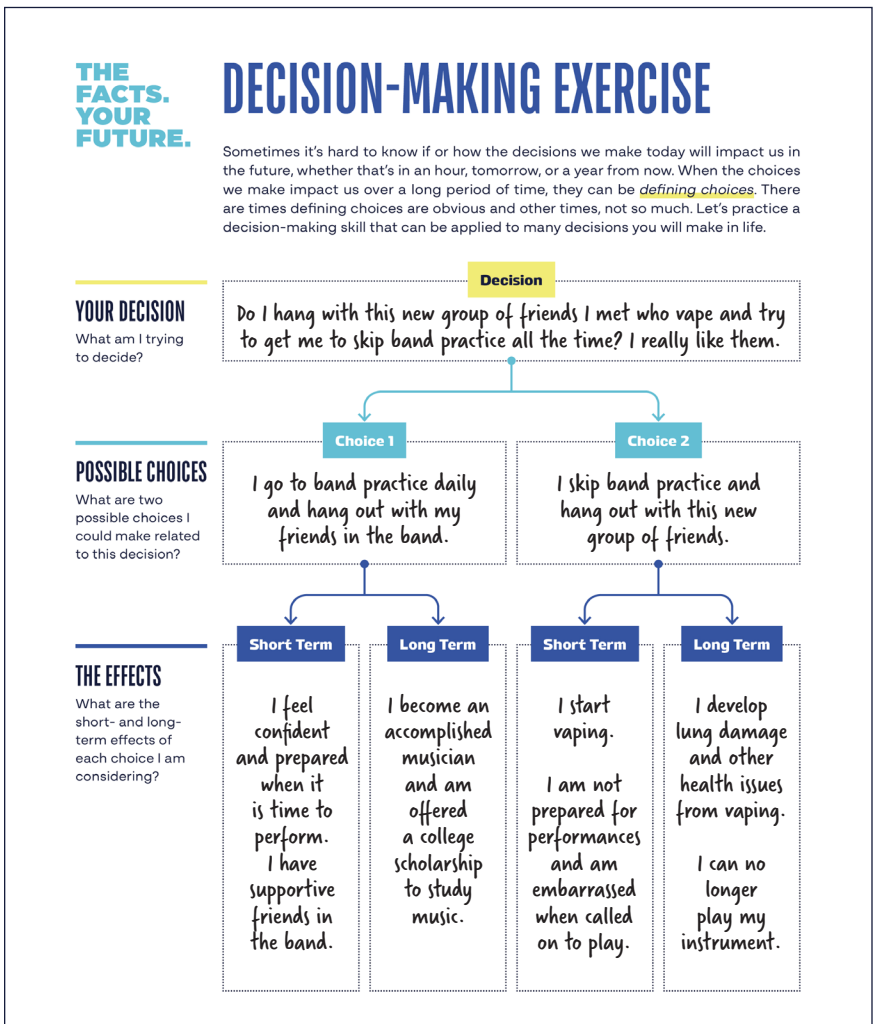 THE
FACTS.
YOUR
FUTURE.
DECISION-MAKING EXERCISE
Sometimes it's hard to know if or how the decisions we make today will impact us in
the future, whether that's in an hour, tomorrow, or a year from now. When the choices
we make impact us over a long period of time, they can be defining choices. There
are times defining choices are obvious and other times, not so much. Let's practice a
decision-making skill that can be applied to many decisions you will make in life.
YOUR DECISION
What am I trying
to decide?
Decision
Do I hang with this new group of friends I met who vape and try
to get me to skip band practice all the time? I really like them.
POSSIBLE CHOICES
What are two
possible choices I
could make related
to this decision?
Choice 1
I go to band practice daily
and hang out with my
friends in the band.
Choice 2
I skip band practice and
hang out with this new
group of friends.
THE EFFECTS
What are the
short- and long-
term effects of
each choice I am
considering?
Short Term
I feel
confident
and prepared
when it
is time to
perform.
I have
supportive
friends in
the band.
Long Term
I become an
accomplished
musician
and am
offered
a college
scholarship
to study
music.
Short Term
I start
vaping.
I am not
prepared for
performances
and am
embarrassed
when called
on to play.
Long Term
I develop
lung damage
and other
health issues
from vaping.
I can no
longer
play my
instrument.